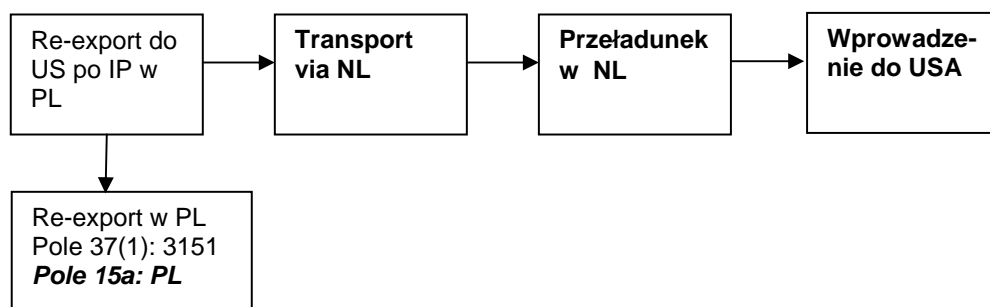 Re-export do
US po IP w
PL
Transport
via NL
Przeładunek
w NL
Wprowadze-
nie do USA
Re-export w PL
Pole 37(1): 3151
Pole 15a: PL